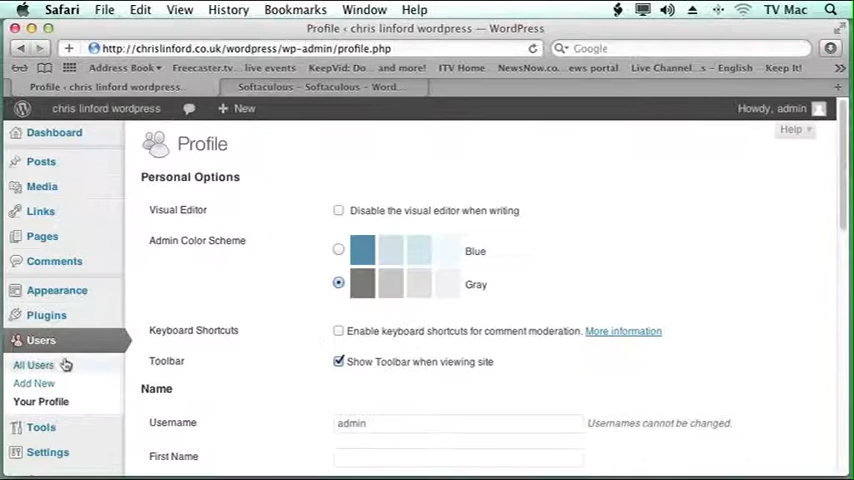 Safari File Edit View History Bookmarks Window Help TV Mac
Profile ‹ chris linford wordpress — WordPress
http://chrislinford.co.uk/wordpress/wp-admin/profile.php
Google
Address Book Freecaster.tv live events KeepVid: Do... and more! ITV Home NewsNow.co... ews portal Live Channel...s – English Keep It!
Profile ‹ chris linford wordpress...
Softaculous – Softaculous – Word...
chris linford wordpress + New Howdy, admin
Help
Dashboard
Posts
Media
Links
Pages
Comments
Appearance
Plugins
Users
All Users
Add New
Your Profile
Tools
Settings
Profile
Personal Options
Visual Editor Disable the visual editor when writing
Admin Color Scheme
Blue
Gray
Keyboard Shortcuts Enable keyboard shortcuts for comment moderation. More information
Toolbar Show Toolbar when viewing site
Name
Username admin Usernames cannot be changed.
First Name